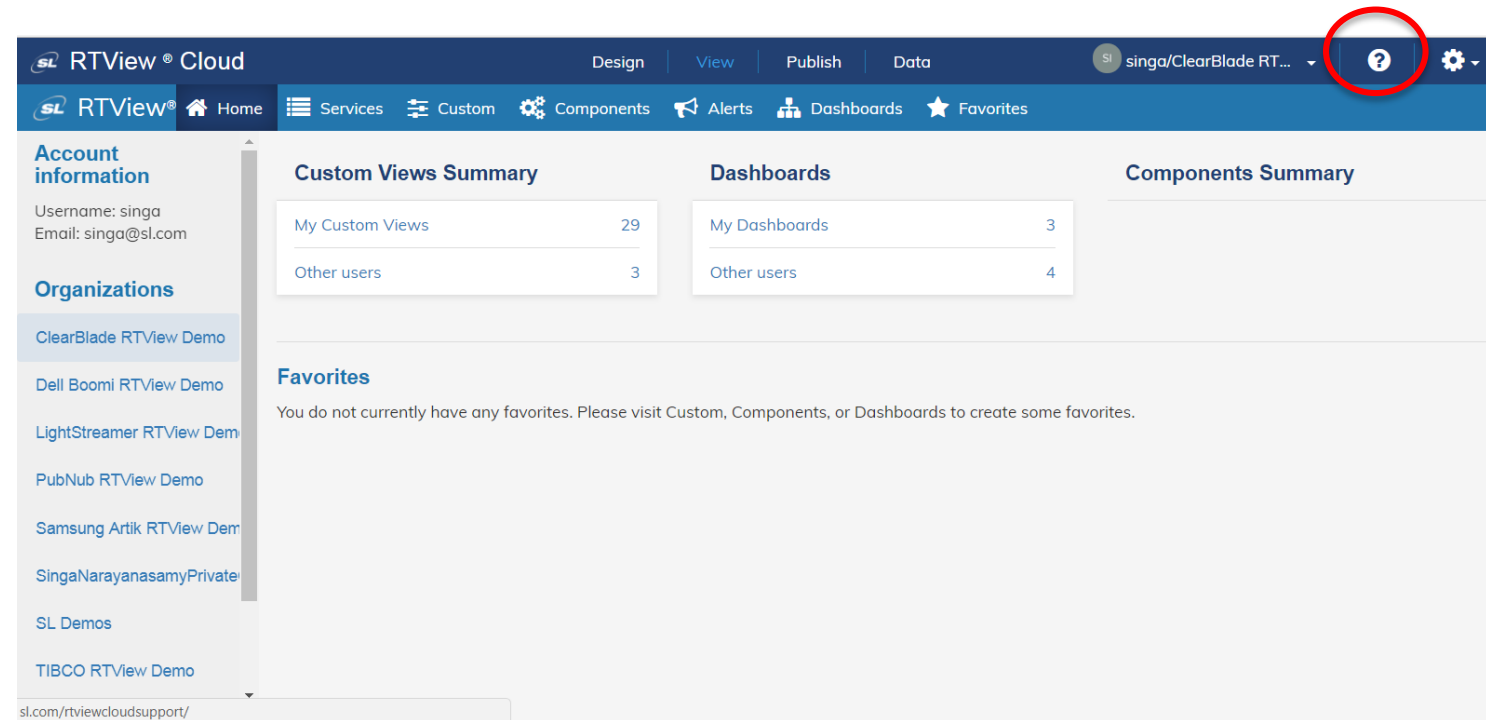 SL RTView ® Cloud Design View Publish Data SI singa/ClearBlade RT... ?
SL RTView® Home Services Custom Components Alerts Dashboards Favorites
Account
information
Username: singa
Email: singa@sl.com
Organizations
ClearBlade RTView Demo
Dell Boomi RTView Demo
LightStreamer RTView Dem
PubNub RTView Demo
Samsung Artik RTView Dem
SingaNarayanasamyPrivate
SL Demos
TIBCO RTView Demo
Custom Views Summary
My Custom Views 29
Other users 3
Dashboards
My Dashboards 3
Other users 4
Components Summary
Favorites
You do not currently have any favorites. Please visit Custom, Components, or Dashboards to create some favorites.
sl.com/rtviewcloudsupport/